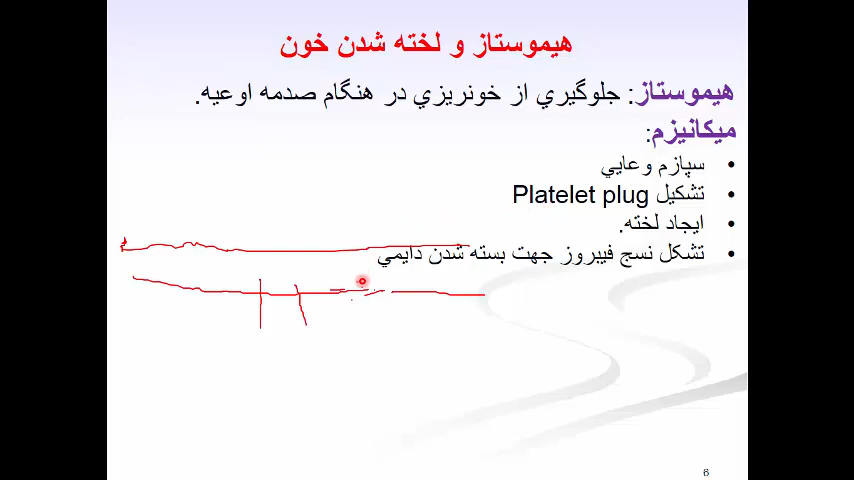 هيموستاز و لخته شدن خون
هيموستاز: جلوگيري از خونريزي در هنگام صدمه اوعيه.
ميكانيزم:
• سپازم وعايي
• تشكيل Platelet plug
• ايجاد لخته.
• تشكل نسج فيبروز جهت بسته شدن دايمي
6